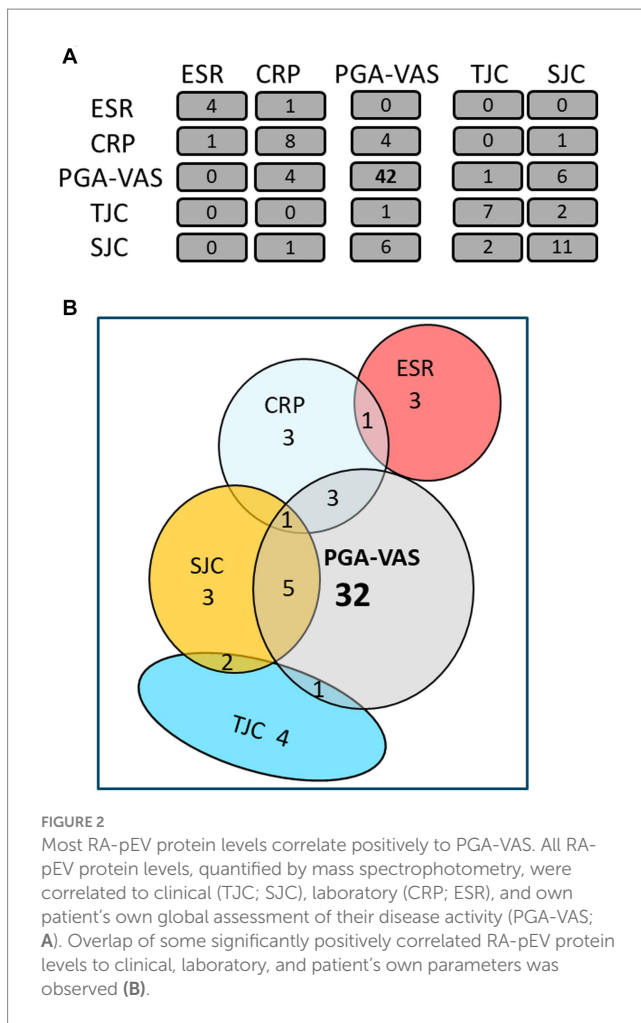 A
ESR CRP PGA-VAS TJC SJC
ESR 4 1 0 0 0
CRP 1 8 4 0 1
PGA-VAS 0 4 42 1 6
TJC 0 0 1 7 2
SJC 0 1 6 2 11
B
ESR
3
CRP
3
1
3
1
PGA-VAS
32
SJC
3
5
2
1
TJC 4
FIGURE 2
Most RA-pEV protein levels correlate positively to PGA-VAS. All RA-
pEV protein levels, quantified by mass spectrophotometry, were
correlated to clinical (TJC; SJC), laboratory (CRP; ESR), and own
patient's own global assessment of their disease activity (PGA-VAS;
A). Overlap of some significantly positively correlated RA-pEV protein
levels to clinical, laboratory, and patient's own parameters was
observed (B).